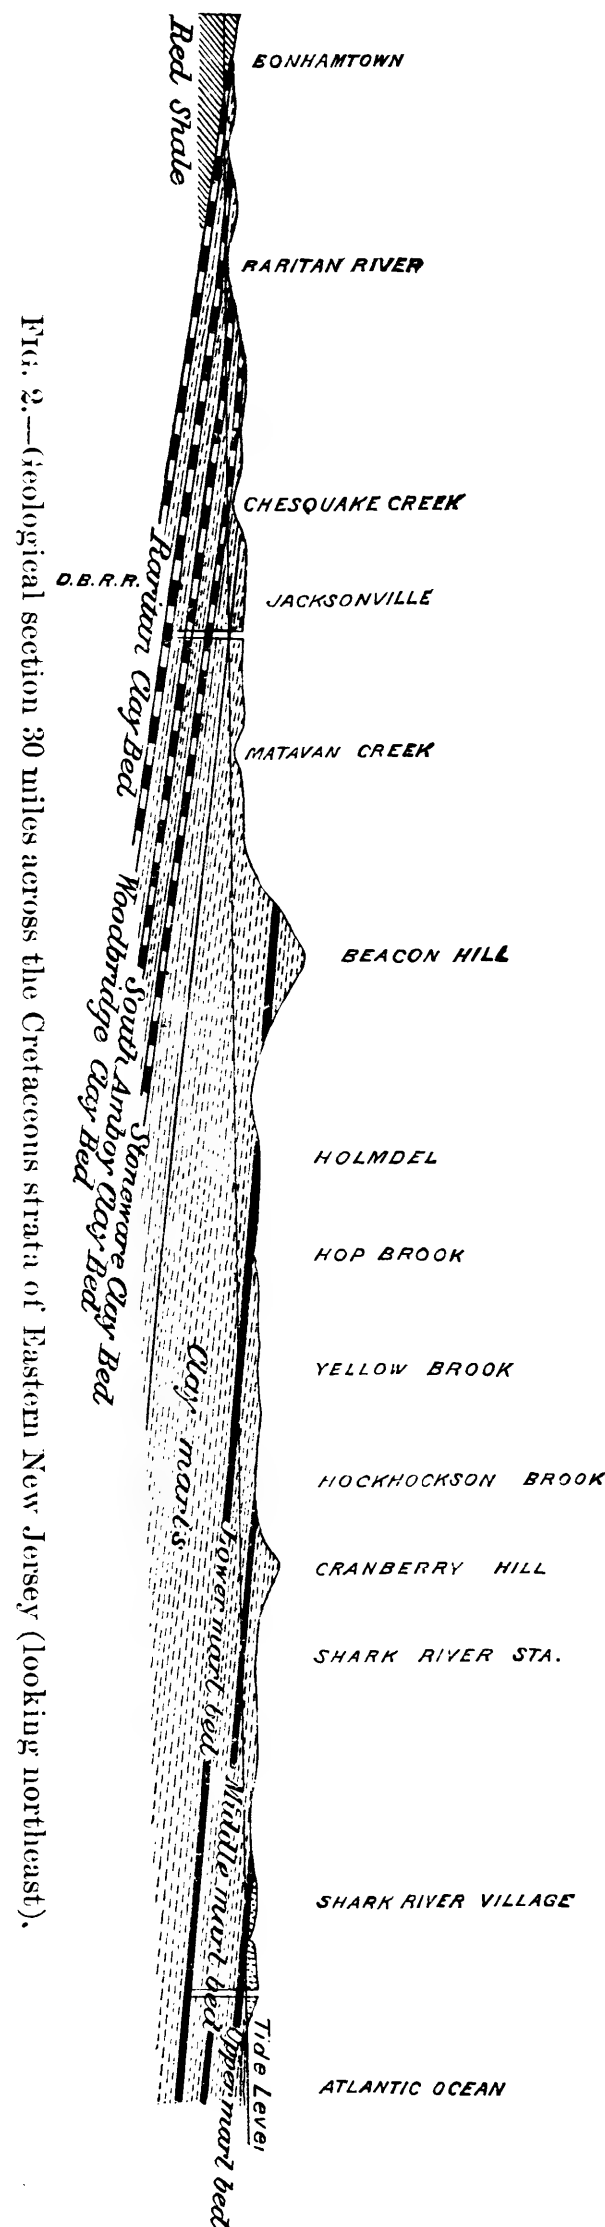 BONHAMTOWN
RARITAN RIVER
CHESQUAKE CREEK
JACKSONVILLE
MATAVAN CREEK
BEACON HILL
HOLMDEL
HOP BROOK
YELLOW BROOK
HOCKHOCKSON BROOK
CRANBERRY HILL
SHARK RIVER STA.
SHARK RIVER VILLAGE
ATLANTIC OCEAN
Tide Level
Red Shale
D.B.R.R.
Raritan Clay Bed
Woodbridge Clay Bed
South Amboy Clay Bed
Stoneware Clay Bed
Clay marls
Lower marl bed
Middle marl bed
Upper marl bed
FIG. 2.—Geological section 30 miles across the Cretaceous strata of Eastern New Jersey (looking northeast).